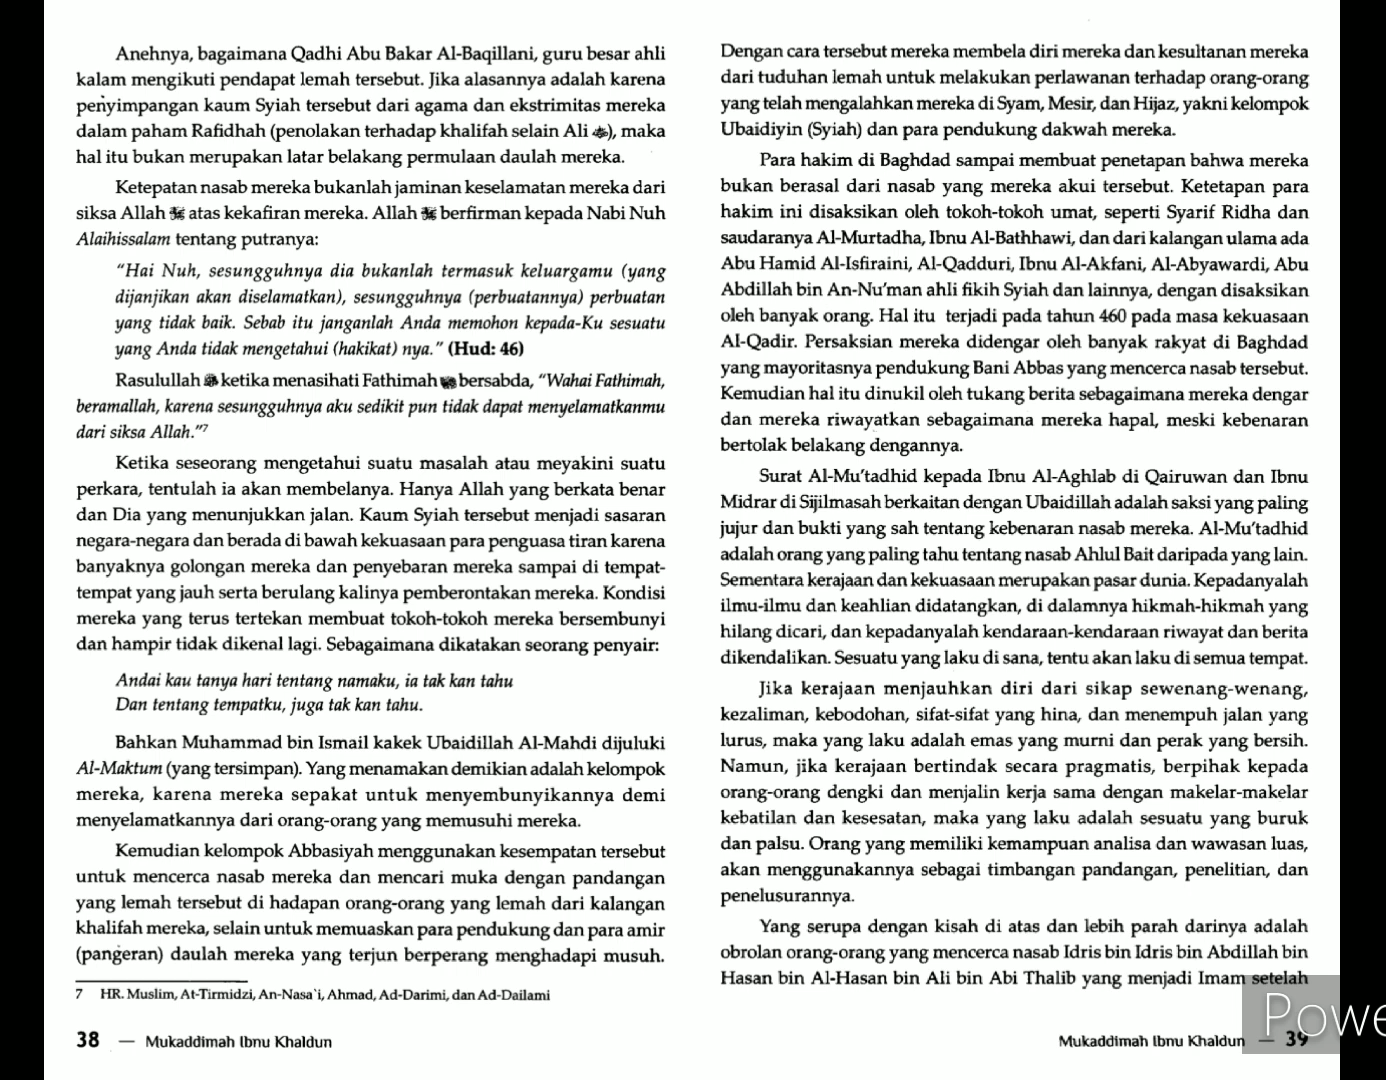 Anehnya, bagaimana Qadhi Abu Bakar Al-Baqillani, guru besar ahli
kalam mengikuti pendapat lemah tersebut. Jika alasannya adalah karena
penyimpangan kaum Syiah tersebut dari agama dan ekstrimitas mereka
dalam paham Rafidhah (penolakan terhadap khalifah selain Ali), maka
hal itu bukan merupakan latar belakang permulaan daulah mereka.
Ketepatan nasab mereka bukanlah jaminan keselamatan mereka dari
siksa Allah ﷻ atas kekafiran mereka. Allah ﷻ berfirman kepada Nabi Nuh
Alaihissalam tentang putranya:
“Hai Nuh, sesungguhnya dia bukanlah termasuk keluargamu (yang
dijanjikan akan diselamatkan), sesungguhnya (perbuatannya) perbuatan
yang tidak baik. Sebab itu janganlah Anda memohon kepada-Ku sesuatu
yang Anda tidak mengetahui (hakikat) nya.” (Hud: 46)
Rasulullah ﷺ ketika menasihati Fathimah bersabda, “Wahai Fathimah,
beramallah, karena sesungguhnya aku sedikit pun tidak dapat menyelamatkanmu
dari siksa Allah.”7
Ketika seseorang mengetahui suatu masalah atau meyakini suatu
perkara, tentulah ia akan membelanya. Hanya Allah yang berkata benar
dan Dia yang menunjukkan jalan. Kaum Syiah tersebut menjadi sasaran
negara-negara dan berada di bawah kekuasaan para penguasa tiran karena
banyaknya golongan mereka dan penyebaran mereka sampai di tempat-
tempat yang jauh serta berulang kalinya pemberontakan mereka. Kondisi
mereka yang terus tertekan membuat tokoh-tokoh mereka bersembunyi
dan hampir tidak dikenal lagi. Sebagaimana dikatakan seorang penyair:
Andai kau tanya hari tentang namaku, ia tak kan tahu
Dan tentang tempatku, juga tak kan tahu.
Bahkan Muhammad bin Ismail kakek Ubaidillah Al-Mahdi dijuluki
Al-Maktum (yang tersimpan). Yang menamakan demikian adalah kelompok
mereka, karena mereka sepakat untuk menyembunyikannya demi
menyelamatkannya dari orang-orang yang memusuhi mereka.
Kemudian kelompok Abbasiyah menggunakan kesempatan tersebut
untuk mencerca nasab mereka dan mencari muka dengan pandangan
yang lemah tersebut di hadapan orang-orang yang lemah dari kalangan
khalifah mereka, selain untuk memuaskan para pendukung dan para amir
(pangeran) daulah mereka yang terjun berperang menghadapi musuh.
7 HR. Muslim, At-Tirmidzi, An-Nasa`i, Ahmad, Ad-Darimi, dan Ad-Dailami
38 — Mukaddimah Ibnu Khaldun
Dengan cara tersebut mereka membela diri mereka dan kesultanan mereka
dari tuduhan lemah untuk melakukan perlawanan terhadap orang-orang
yang telah mengalahkan mereka di Syam, Mesir, dan Hijaz, yakni kelompok
Ubaidiyin (Syiah) dan para pendukung dakwah mereka.
Para hakim di Baghdad sampai membuat penetapan bahwa mereka
bukan berasal dari nasab yang mereka akui tersebut. Ketetapan para
hakim ini disaksikan oleh tokoh-tokoh umat, seperti Syarif Ridha dan
saudaranya Al-Murtadha, Ibnu Al-Bathhawi, dan dari kalangan ulama ada
Abu Hamid Al-Isfiraini, Al-Qadduri, Ibnu Al-Akfani, Al-Abyawardi, Abu
Abdillah bin An-Nu’man ahli fikih Syiah dan lainnya, dengan disaksikan
oleh banyak orang. Hal itu terjadi pada tahun 460 pada masa kekuasaan
Al-Qadir. Persaksian mereka didengar oleh banyak rakyat di Baghdad
yang mayoritasnya pendukung Bani Abbas yang mencerca nasab tersebut.
Kemudian hal itu dinukil oleh tukang berita sebagaimana mereka dengar
dan mereka riwayatkan sebagaimana mereka hapal, meski kebenaran
bertolak belakang dengannya.
Surat Al-Mu’tadhid kepada Ibnu Al-Aghlab di Qairuwan dan Ibnu
Midrar di Sijilmasah berkaitan dengan Ubaidillah adalah saksi yang paling
jujur dan bukti yang sah tentang kebenaran nasab mereka. Al-Mu’tadhid
adalah orang yang paling tahu tentang nasab Ahlul Bait daripada yang lain.
Sementara kerajaan dan kekuasaan merupakan pasar dunia. Kepadanyalah
ilmu-ilmu dan keahlian didatangkan, di dalamnya hikmah-hikmah yang
hilang dicari, dan kepadanyalah kendaraan-kendaraan riwayat dan berita
dikendalikan. Sesuatu yang laku di sana, tentu akan laku di semua tempat.
Jika kerajaan menjauhkan diri dari sikap sewenang-wenang,
kezaliman, kebodohan, sifat-sifat yang hina, dan menempuh jalan yang
lurus, maka yang laku adalah emas yang murni dan perak yang bersih.
Namun, jika kerajaan bertindak secara pragmatis, berpihak kepada
orang-orang dengki dan menjalin kerja sama dengan makelar-makelar
kebatilan dan kesesatan, maka yang laku adalah sesuatu yang buruk
dan palsu. Orang yang memiliki kemampuan analisa dan wawasan luas,
akan menggunakannya sebagai timbangan pandangan, penelitian, dan
penelusurannya.
Yang serupa dengan kisah di atas dan lebih parah darinya adalah
obrolan orang-orang yang mencerca nasab Idris bin Idris bin Abdillah bin
Hasan bin Al-Hasan bin Ali bin Abi Thalib yang menjadi Imam setelah
Mukaddimah Ibnu Khaldun — 39
Powe